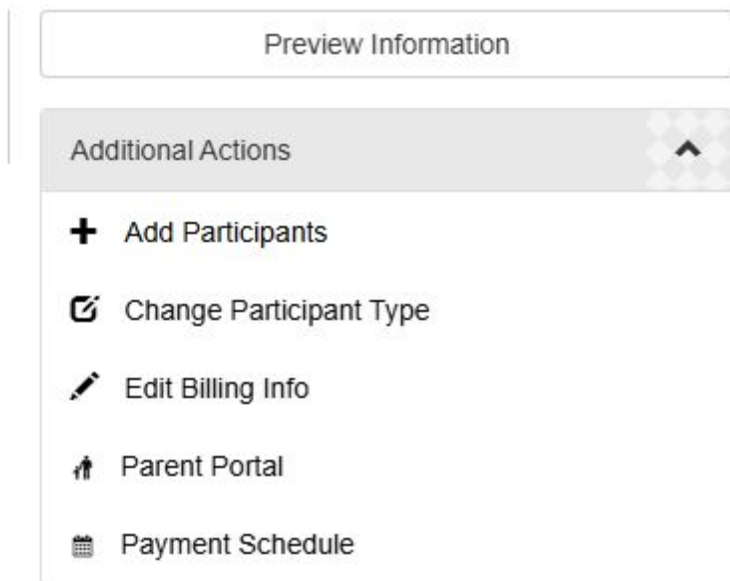 Preview Information
Additional Actions
Add Participants
Change Participant Type
Edit Billing Info
Parent Portal
Payment Schedule